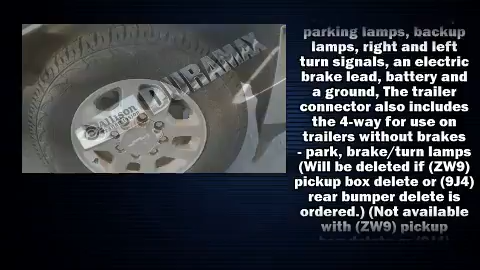 Allison
DURAMAX
parking lamps, backup
lamps, right and left
turn signals, an electric
brake lead, battery and
a ground, The trailer
connector also includes
the 4-way for use on
trailers without brakes
- park, brake/turn lamps
(Will be deleted if (ZW9)
pickup box delete or (9J4)
rear bumper delete is
ordered.) (Not available
with (ZW9) pickup